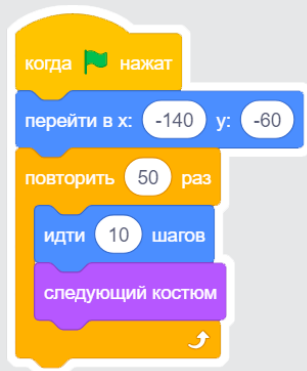 когда нажат
перейти в x: -140 y: -60
повторить 50 раз
идти 10 шагов
следующий костюм